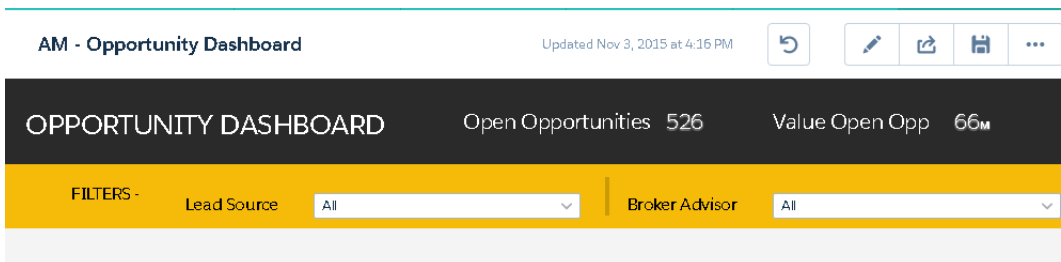 AM - Opportunity Dashboard Updated Nov 3, 2015 at 4:16 PM
OPPORTUNITY DASHBOARD Open Opportunities 526 Value Open Opp 66M
FILTERS - Lead Source All Broker Advisor All